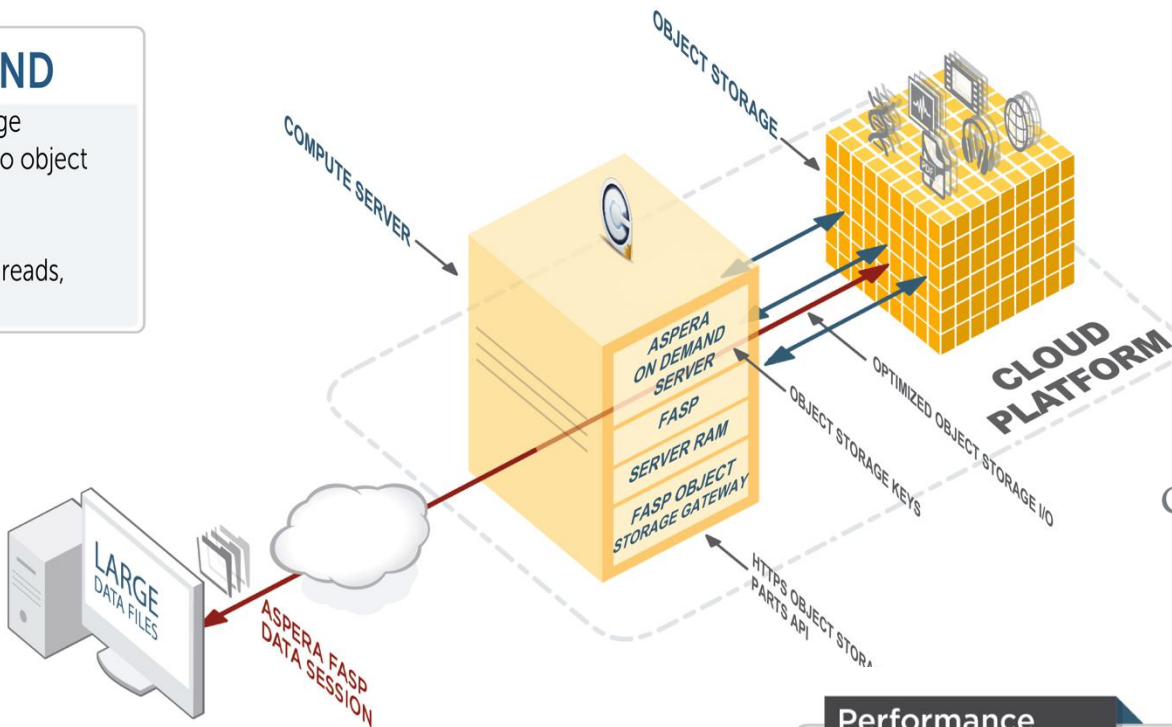 ND
ge
o object
reads,
OBJECT STORAGE
COMPUTE SERVER
ASPERA
ON DEMAND
SERVER
FASP
SERVER RAM
FASP OBJECT
STORAGE GATEWAY
CLOUD
PLATFORM
OPTIMIZED OBJECT STORAGE I/O
OBJECT STORAGE KEYS
HTTPS OBJECT STORA
PARTS API
PDF
LARGE
DATA FILES
ASPERA FASP
DATA SESSION
Performance